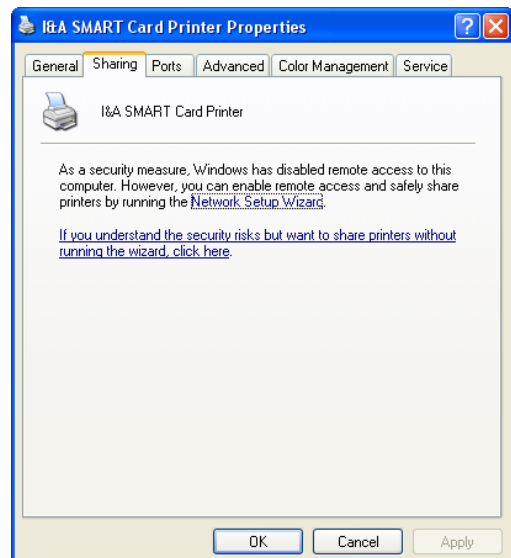 I&A SMART Card Printer Properties
General Sharing Ports Advanced Color Management Service
I&A SMART Card Printer
As a security measure, Windows has disabled remote access to this
computer. However, you can enable remote access and safely share
printers by running the Network Setup Wizard.
If you understand the security risks but want to share printers without
running the wizard, click here.
OK Cancel Apply